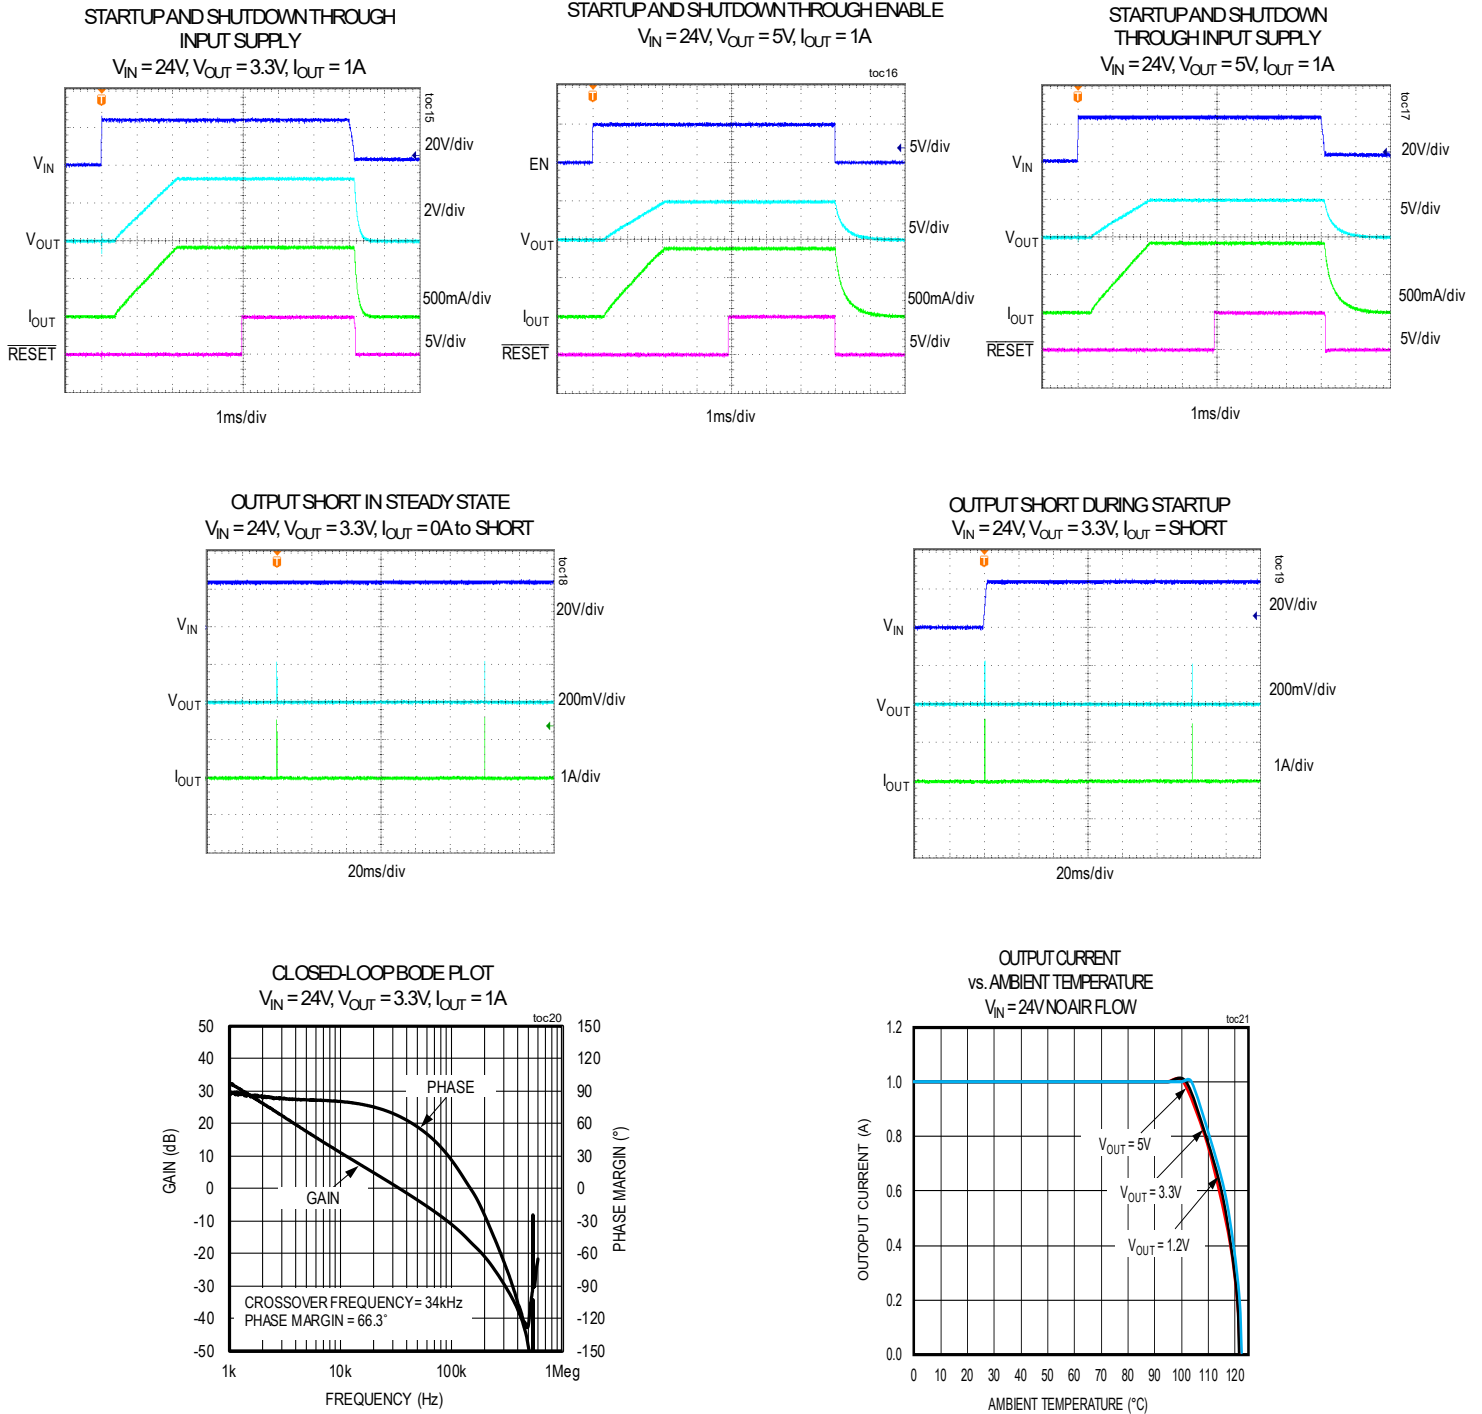 STARTUP AND SHUTDOWN THROUGH
INPUT SUPPLY
VIN = 24V, VOUT = 3.3V, IOUT = 1A
toc15
T
VIN
20V/div
2V/div
VOUT
500mA/div
IOUT
RESET
5V/div
1ms/div
STARTUP AND SHUTDOWN THROUGH ENABLE
VIN = 24V, VOUT = 5V, IOUT = 1A
toc16
T
EN
5V/div
VOUT
5V/div
500mA/div
IOUT
RESET
5V/div
1ms/div
STARTUP AND SHUTDOWN
THROUGH INPUT SUPPLY
VIN = 24V, VOUT = 5V, IOUT = 1A
toc17
T
VIN
20V/div
5V/div
VOUT
500mA/div
IOUT
RESET
5V/div
1ms/div
OUTPUT SHORT IN STEADY STATE
VIN = 24V, VOUT = 3.3V, IOUT = 0A to SHORT
toc18
T
20V/div
VIN
VOUT
200mV/div
IOUT
1A/div
20ms/div
OUTPUT SHORT DURING STARTUP
VIN = 24V, VOUT = 3.3V, IOUT = SHORT
toc19
T
20V/div
VIN
200mV/div
VOUT
1A/div
IOUT
20ms/div
CLOSED-LOOP BODE PLOT
VIN = 24V, VOUT = 3.3V, IOUT = 1A
toc20
50
40
30
20
10
0
-10
-20
-30
-40
-50
GAIN (dB)
150
120
90
60
30
0
-30
-60
-90
-120
-150
PHASE MARGIN (°)
PHASE
GAIN
CROSSOVER FREQUENCY = 34kHz
PHASE MARGIN = 66.3°
1k 10k 100k 1Meg
FREQUENCY (Hz)
OUTPUT CURRENT
vs. AMBIENT TEMPERATURE
VIN = 24V NO AIR FLOW
toc21
1.2
1.0
0.8
0.6
0.4
0.2
0.0
OUTOPUT CURRENT (A)
VOUT = 5V
VOUT = 3.3V
VOUT = 1.2V
0 10 20 30 40 50 60 70 80 90 100 110 120
AMBIENT TEMPERATURE (°C)